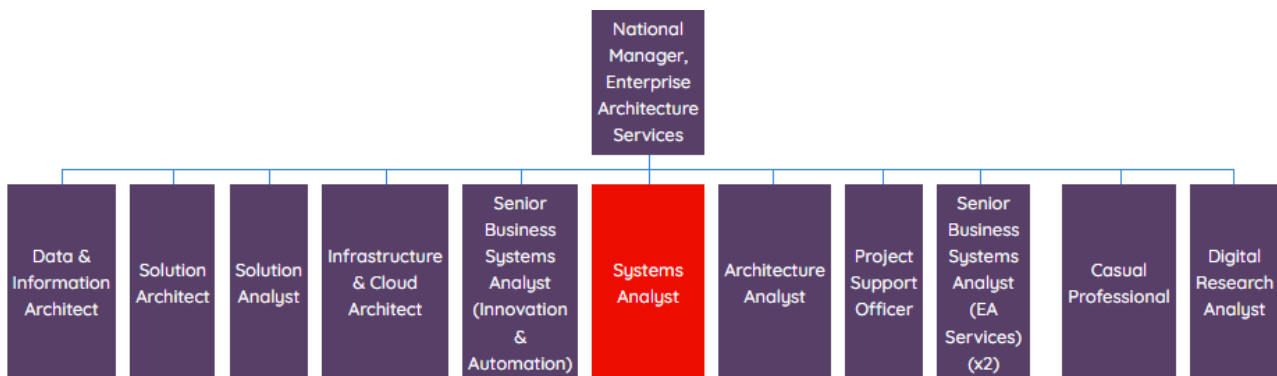 National
Manager,
Enterprise
Architecture
Services
Data &
Information
Architect
Solution
Architect
Solution
Analyst
Infrastructure
& Cloud
Architect
Senior
Business
Systems
Analyst
(Innovation
&
Automation)
Systems
Analyst
Architecture
Analyst
Project
Support
Officer
Senior
Business
Systems
Analyst
(EA
Services)
(x2)
Casual
Professional
Digital
Research
Analyst